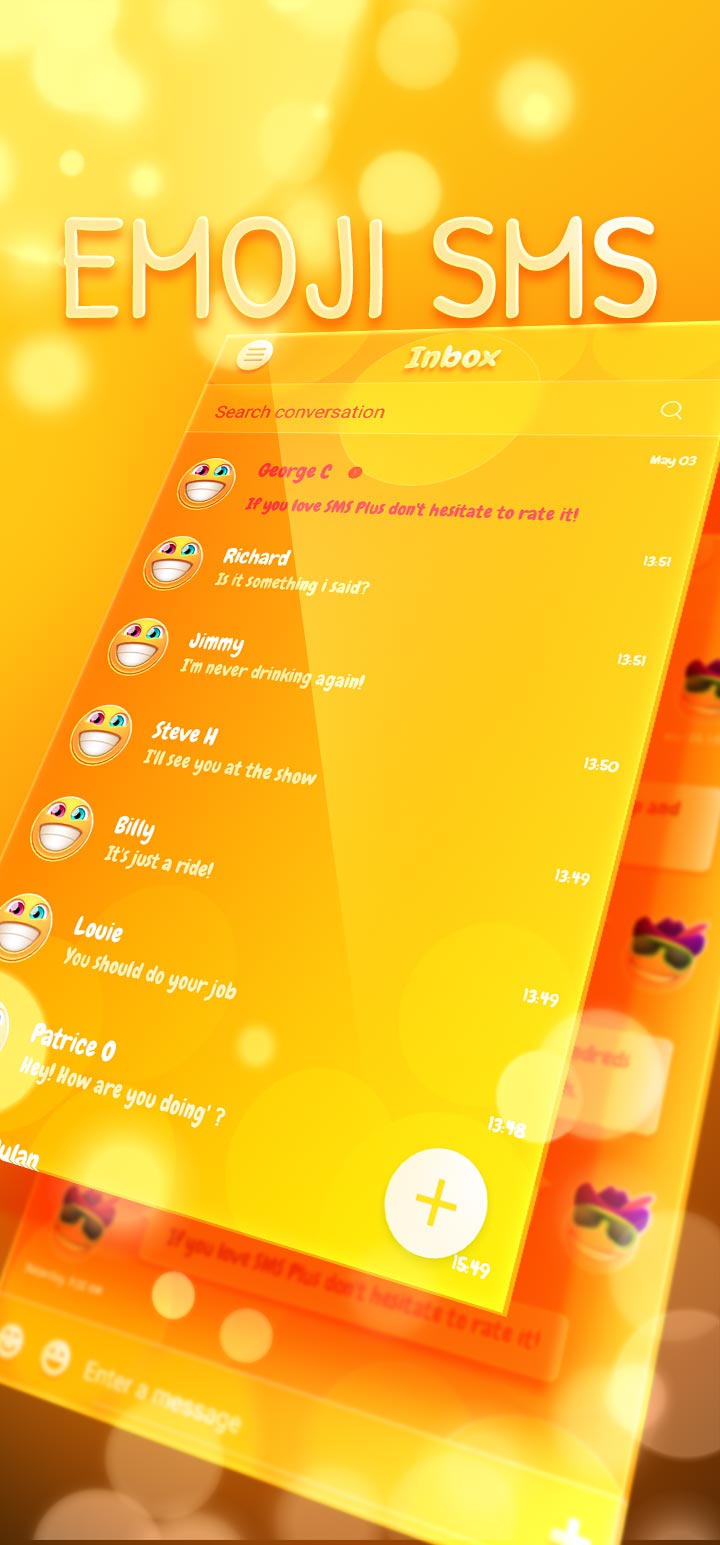 EMOJI SMS
Inbox
Search conversation
George C
May 03
If you love SMS Plus don't hesitate to rate it!
Richard
13:51
Is it something i said?
Jimmy
13:51
I'm never drinking again!
Steve H
13:50
I'll see you at the show
Billy
13:49
It's just a ride!
Louie
13:49
You should do your job
Patrice O
13:48
Hey! How are you doing' ?
15:49
and
If you love SMS Plus don't hesitate to rate it!
Enter a message